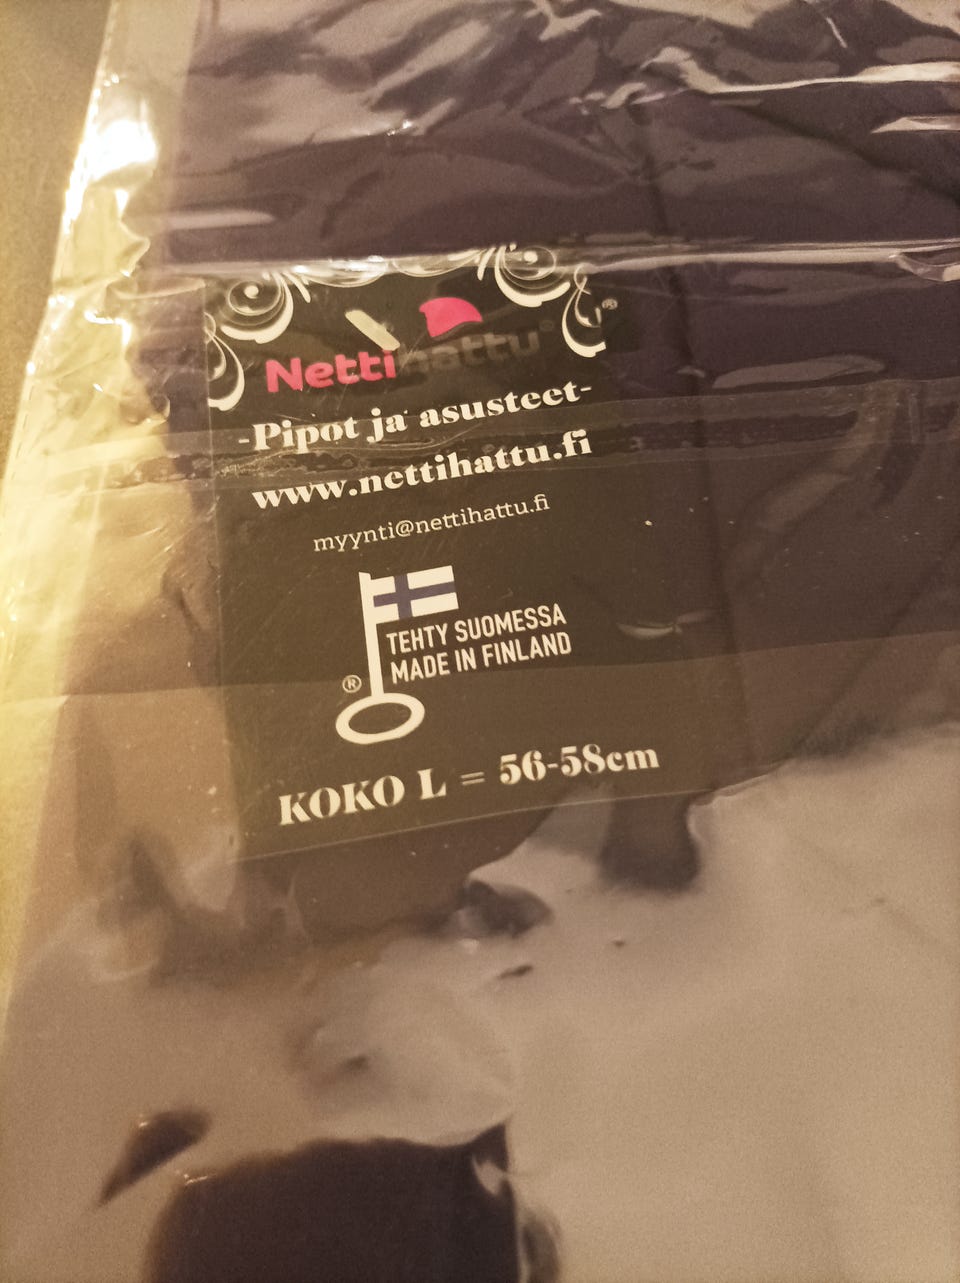 Nettihattu®
-Pipot ja asusteet-
www.nettihattu.fi
myynti@nettihattu.fi
TEHTY SUOMESSA
MADE IN FINLAND
®
KOKO L = 56-58cm